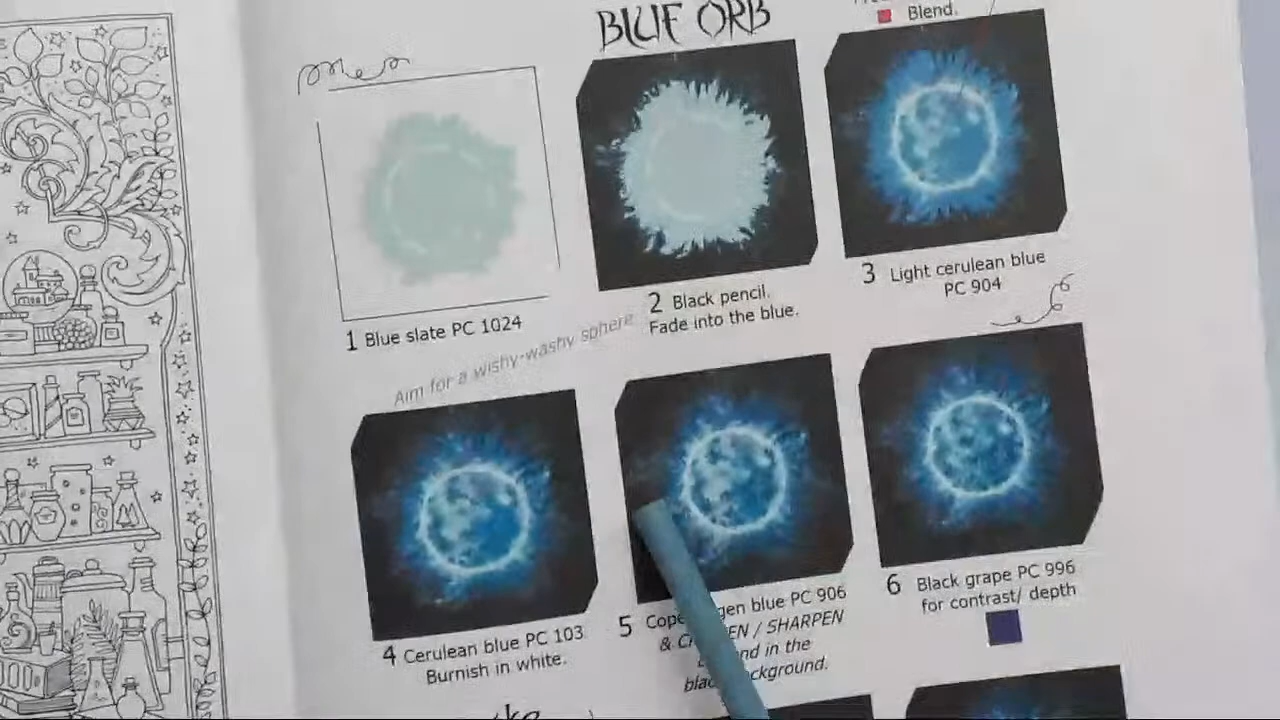 BLUE ORB
Blend.
1 Blue slate PC 1024
2 Black pencil.
Fade into the blue.
3 Light cerulean blue
PC 904
Aim for a wishy-washy sphere
4 Cerulean blue PC 103
Burnish in white.
5 blue PC 906
& / SHARPEN
in the
background.
6 Black grape PC 996
for contrast/ depth